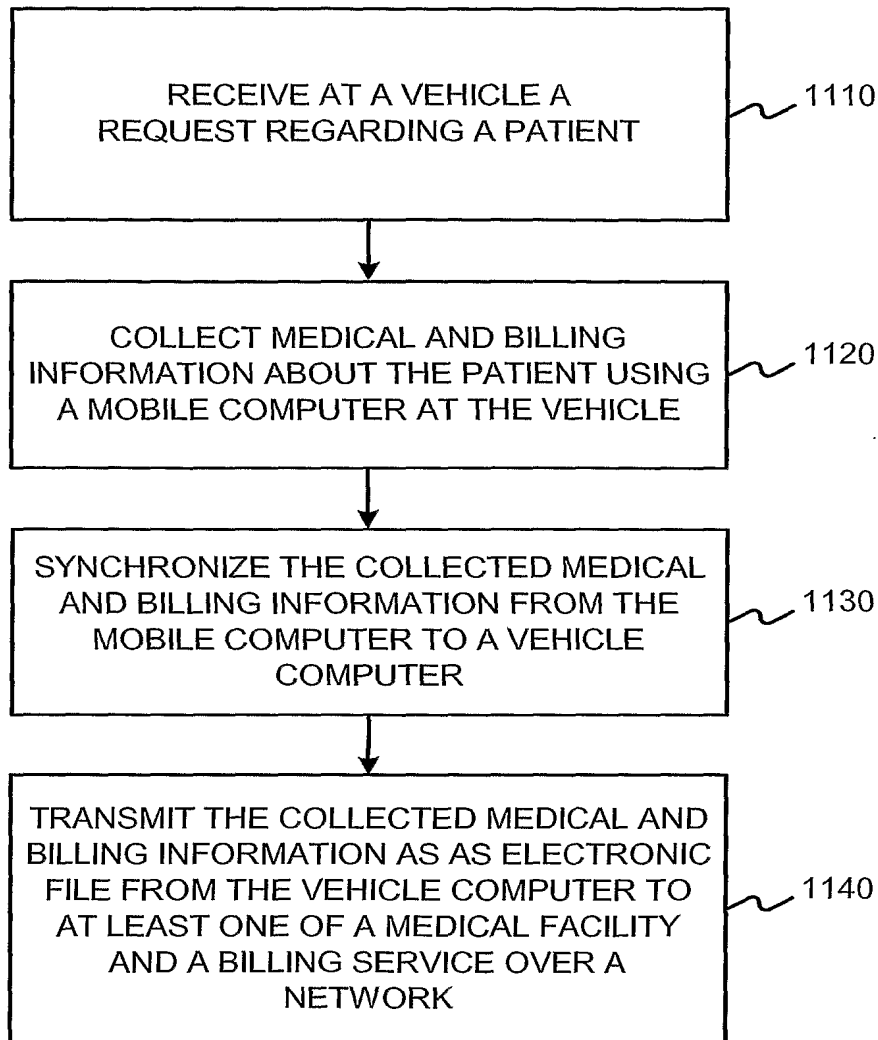 RECEIVE AT A VEHICLE A
REQUEST REGARDING A PATIENT
1110
COLLECT MEDICAL AND BILLING
INFORMATION ABOUT THE PATIENT USING
A MOBILE COMPUTER AT THE VEHICLE
1120
SYNCHRONIZE THE COLLECTED MEDICAL
AND BILLING INFORMATION FROM THE
MOBILE COMPUTER TO A VEHICLE
COMPUTER
1130
TRANSMIT THE COLLECTED MEDICAL AND
BILLING INFORMATION AS AS ELECTRONIC
FILE FROM THE VEHICLE COMPUTER TO
AT LEAST ONE OF A MEDICAL FACILITY
AND A BILLING SERVICE OVER A
NETWORK
1140